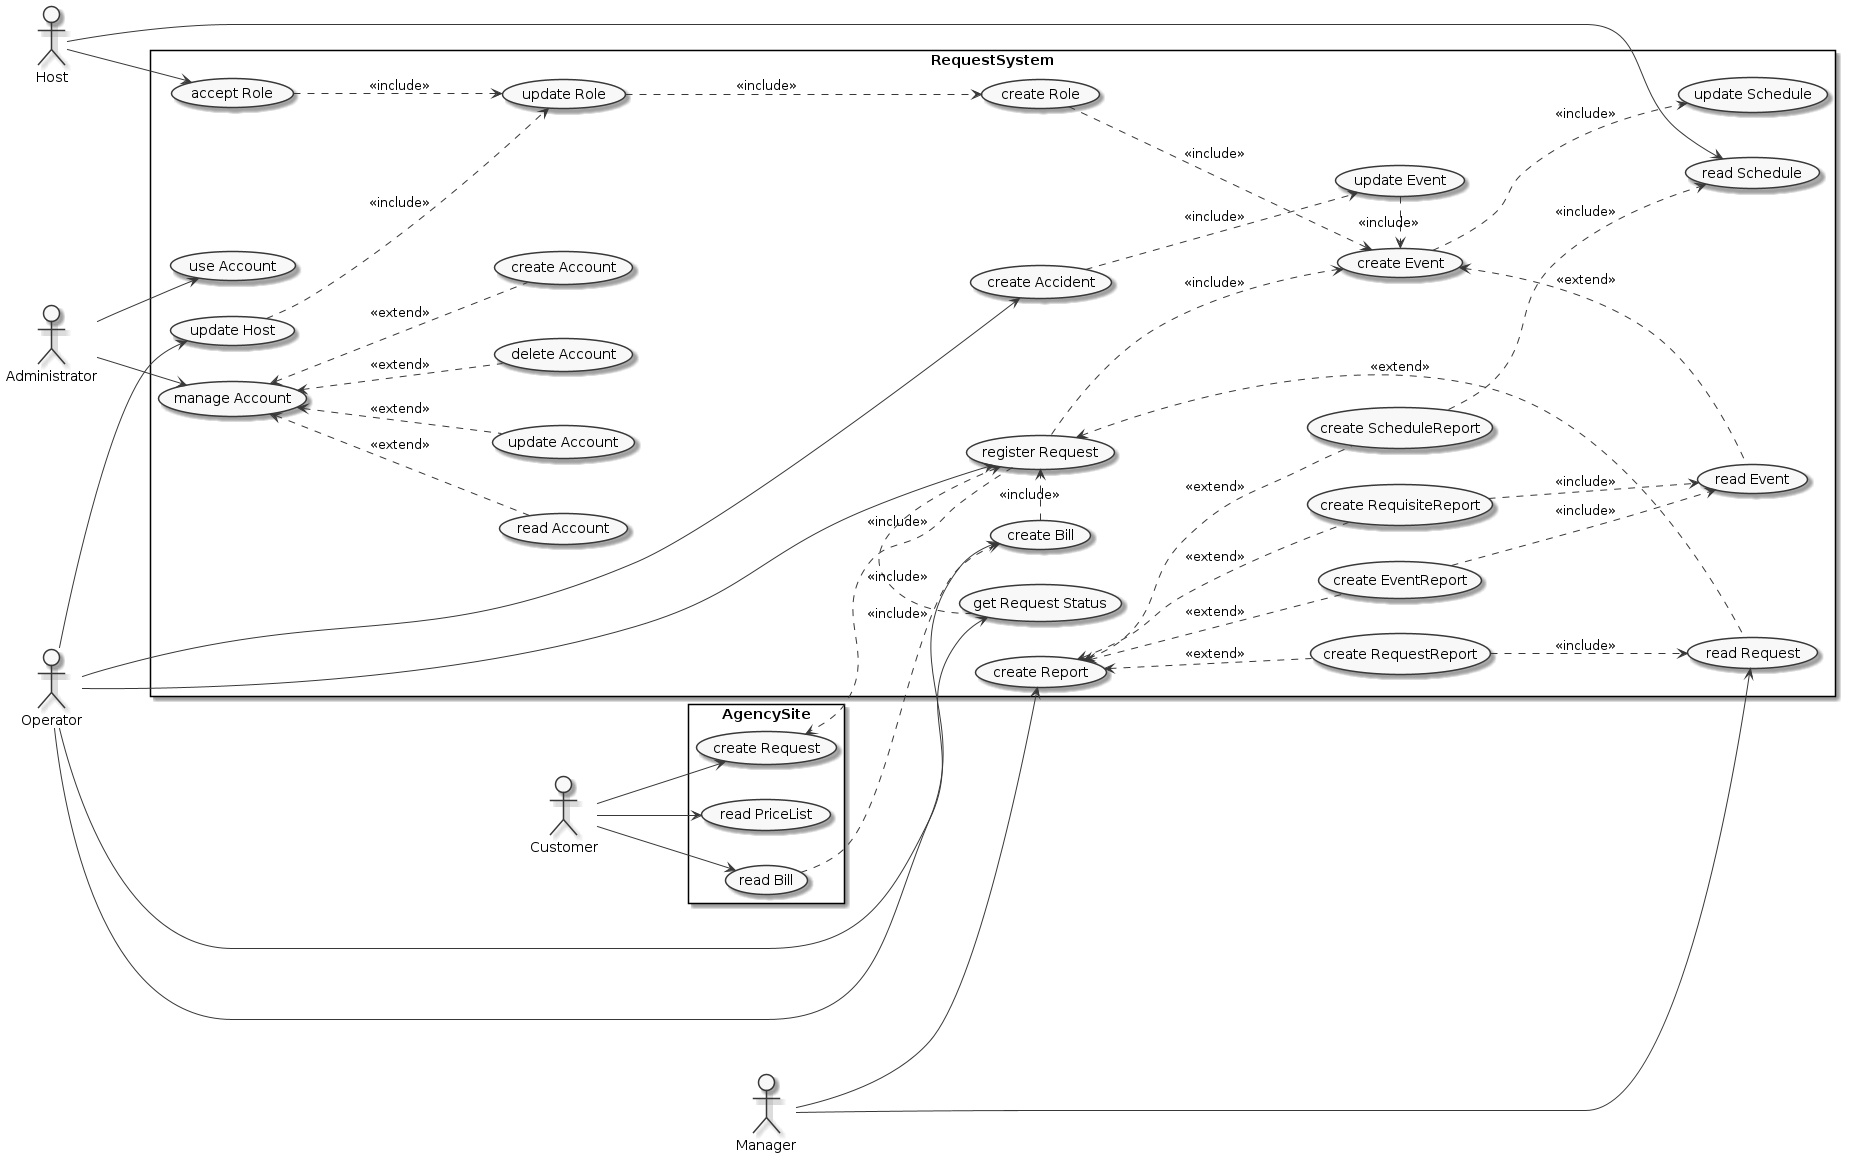 Host
RequestSystem
accept Role
«include»
update Role
«include»
create Role
update Schedule
«include»
«include»
read Schedule
update Event
«include»
«include»
«include»
«include»
use Account
create Account
create Event
create Accident
«include»
«extend»
Administrator
update Host
«extend»
delete Account
«extend»
«extend»
manage Account
«extend»
update Account
create ScheduleReport
register Request
«extend»
read Event
«extend»
«include»
«include»
create RequisiteReport
«include»
read Account
«include»
create Bill
«extend»
«include»
create EventReport
get Request Status
«include»
«extend»
«extend»
create RequestReport
«include»
read Request
create Report
Operator
AgencySite
create Request
read PriceList
Customer
read Bill
Manager